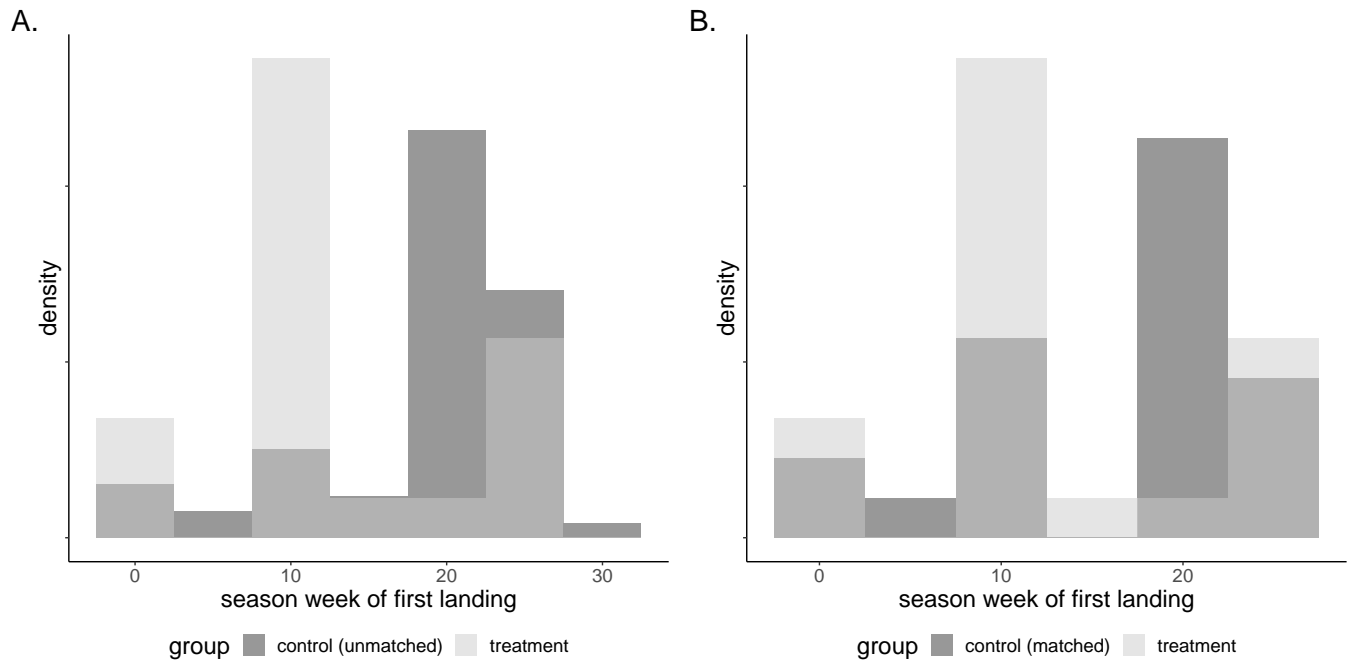 A.
density
0 10 20 30
season week of first landing
group control (unmatched) treatment
B.
density
0 10 20
season week of first landing
group control (matched) treatment